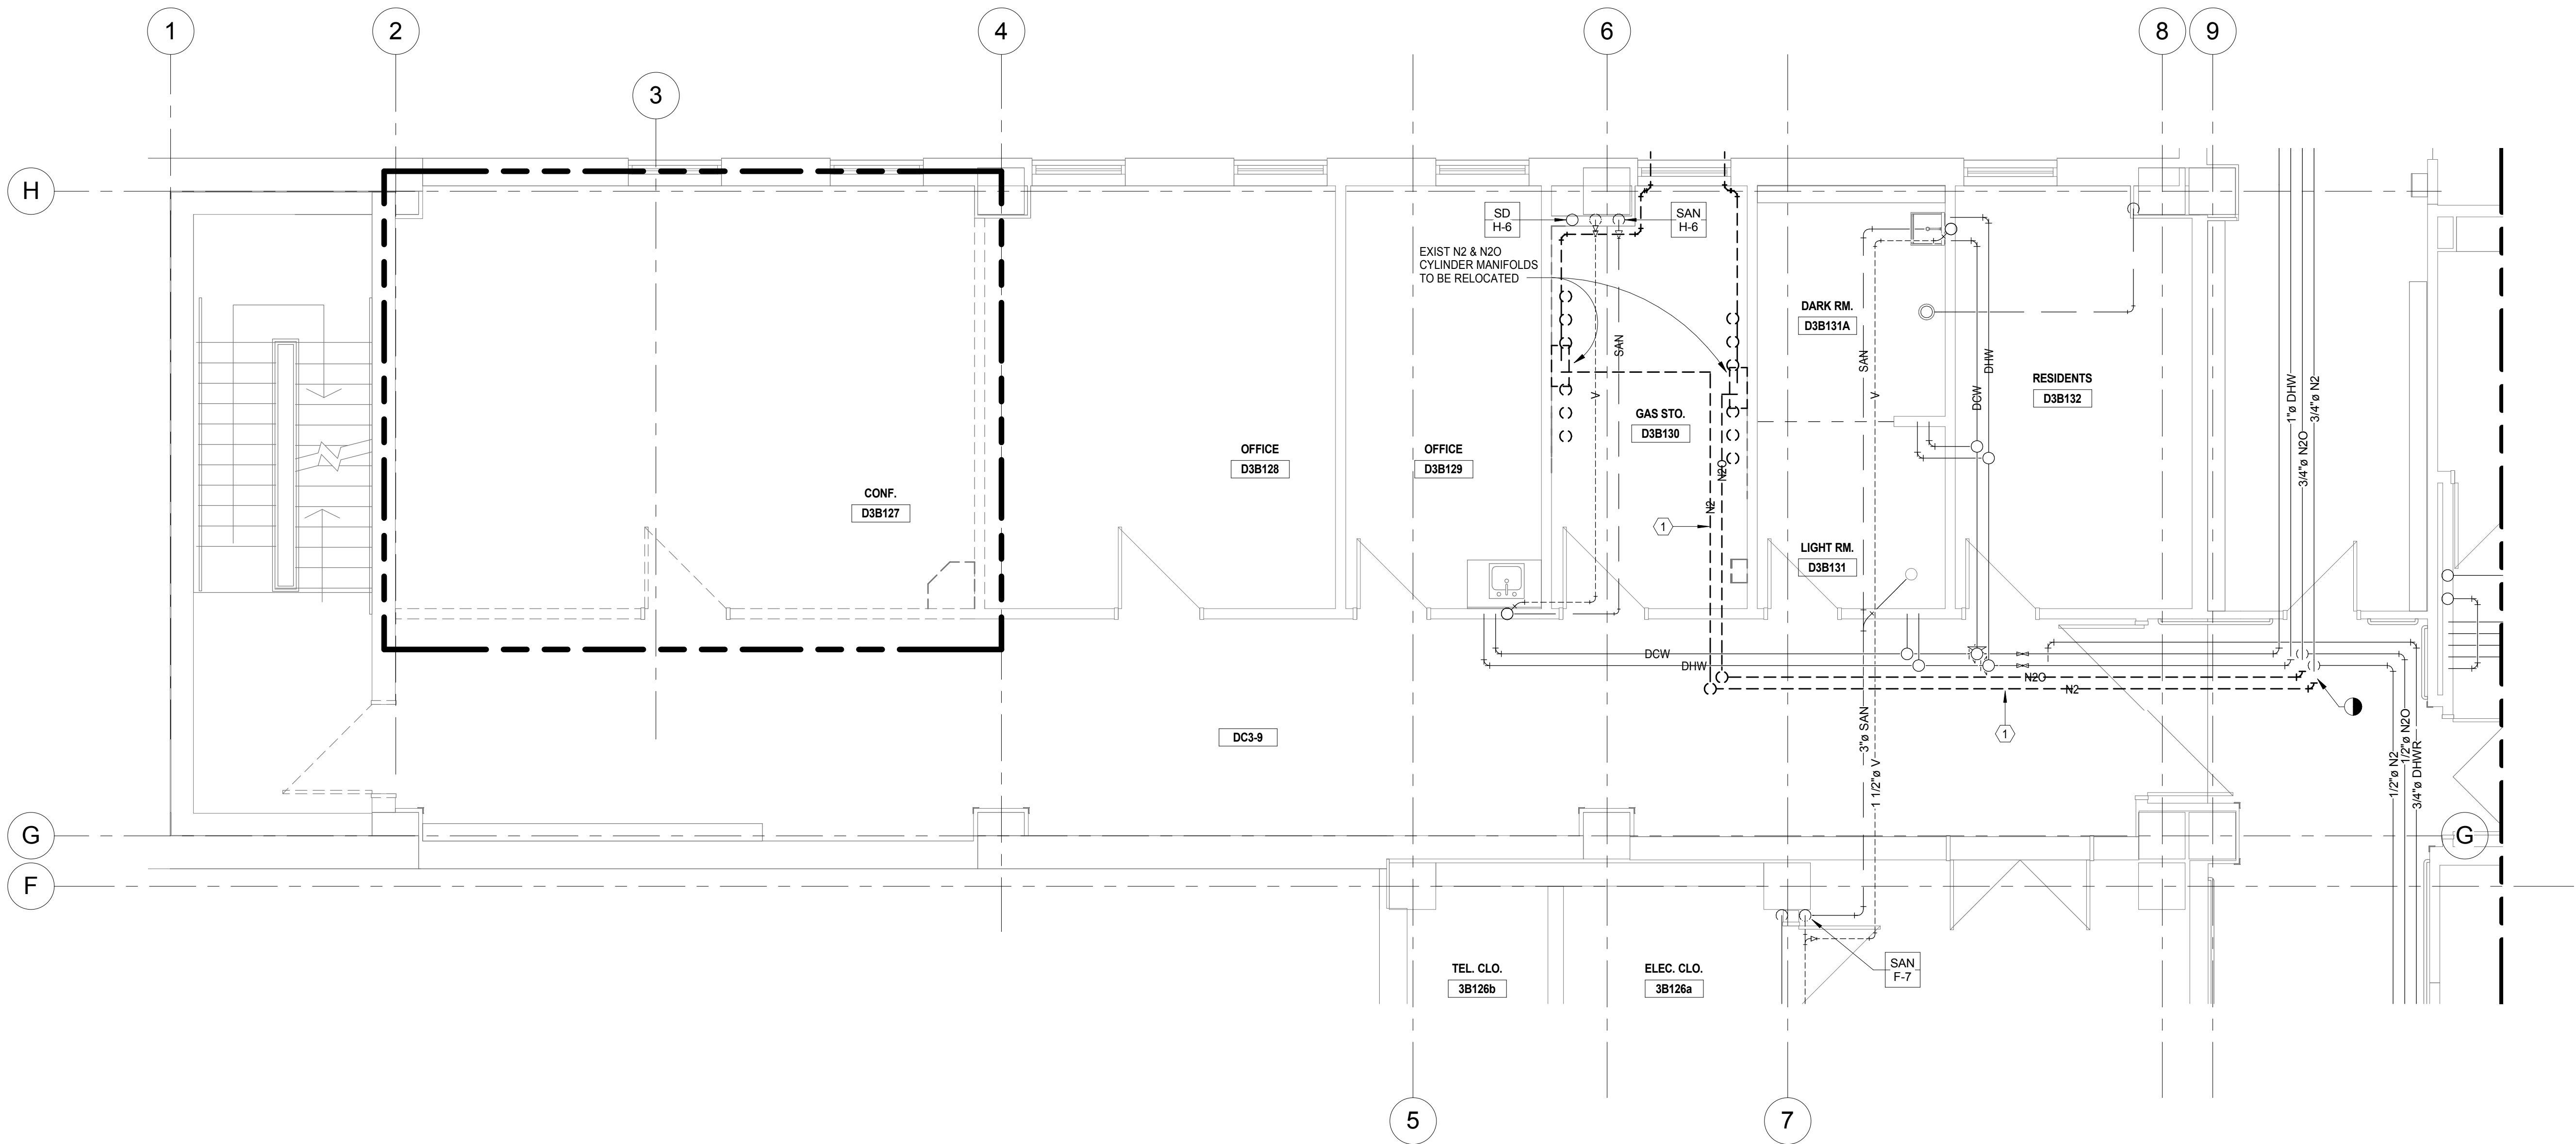 1
2
4
6
8
9
3
H
SD
H-6
SAN
H-6
EXIST N2 & N2O
CYLINDER MANIFOLDS
TO BE RELOCATED
DARK RM.
D3B131A
SAN
SAN
V
V
DCW
DHW
RESIDENTS
D3B132
1"ø DHW
3/4"ø N2O
3/4"ø N2
GAS STO.
D3B130
OFFICE
D3B128
OFFICE
D3B129
CONF.
D3B127
N2O
N2
1
LIGHT RM.
D3B131
DCW
DHW
N2O
N2
1
DC3-9
3"ø SAN
1 1/2"ø V
1/2"ø N2
1/2"ø N2O
3/4"ø DHWR
G
G
F
TEL. CLO.
3B126b
ELEC. CLO.
3B126a
SAN
F-7
5
7